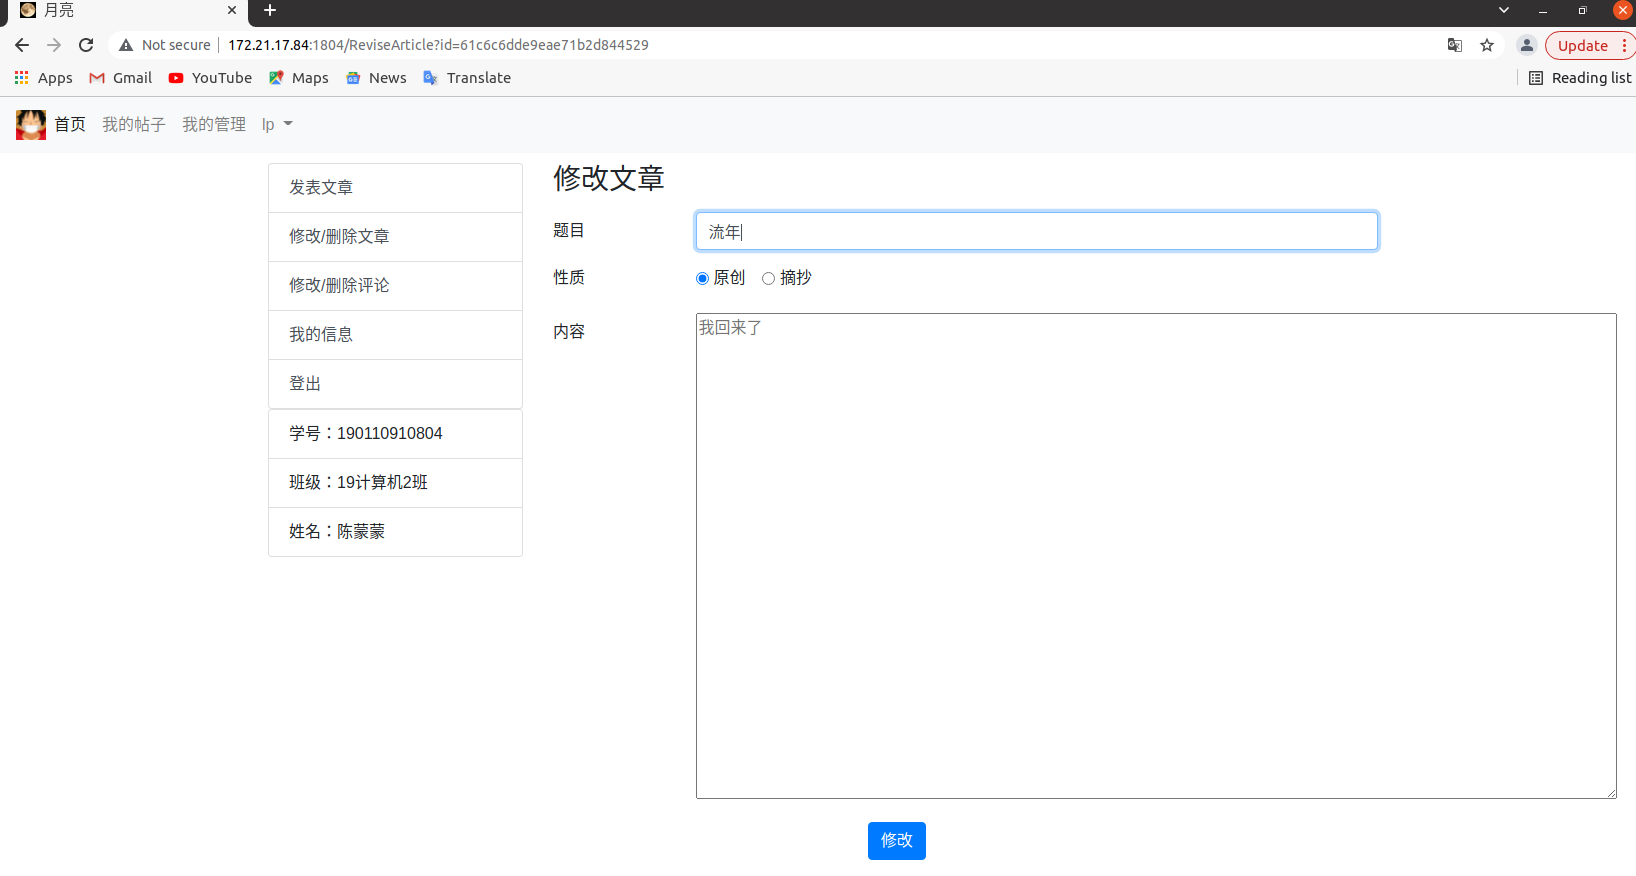 月亮
Not secure
172.21.17.84:1804/ReviseArticle?id=61c6c6dde9eae71b2d844529
Update
Apps Gmail YouTube Maps News Translate Reading list
首页 我的帖子 我的管理 lp
发表文章
修改/删除文章
修改/删除评论
我的信息
登出
学号：190110910804
班级：19计算机2班
姓名：陈蒙蒙
修改文章
题目 流年
性质 原创 摘抄
内容 我回来了
修改